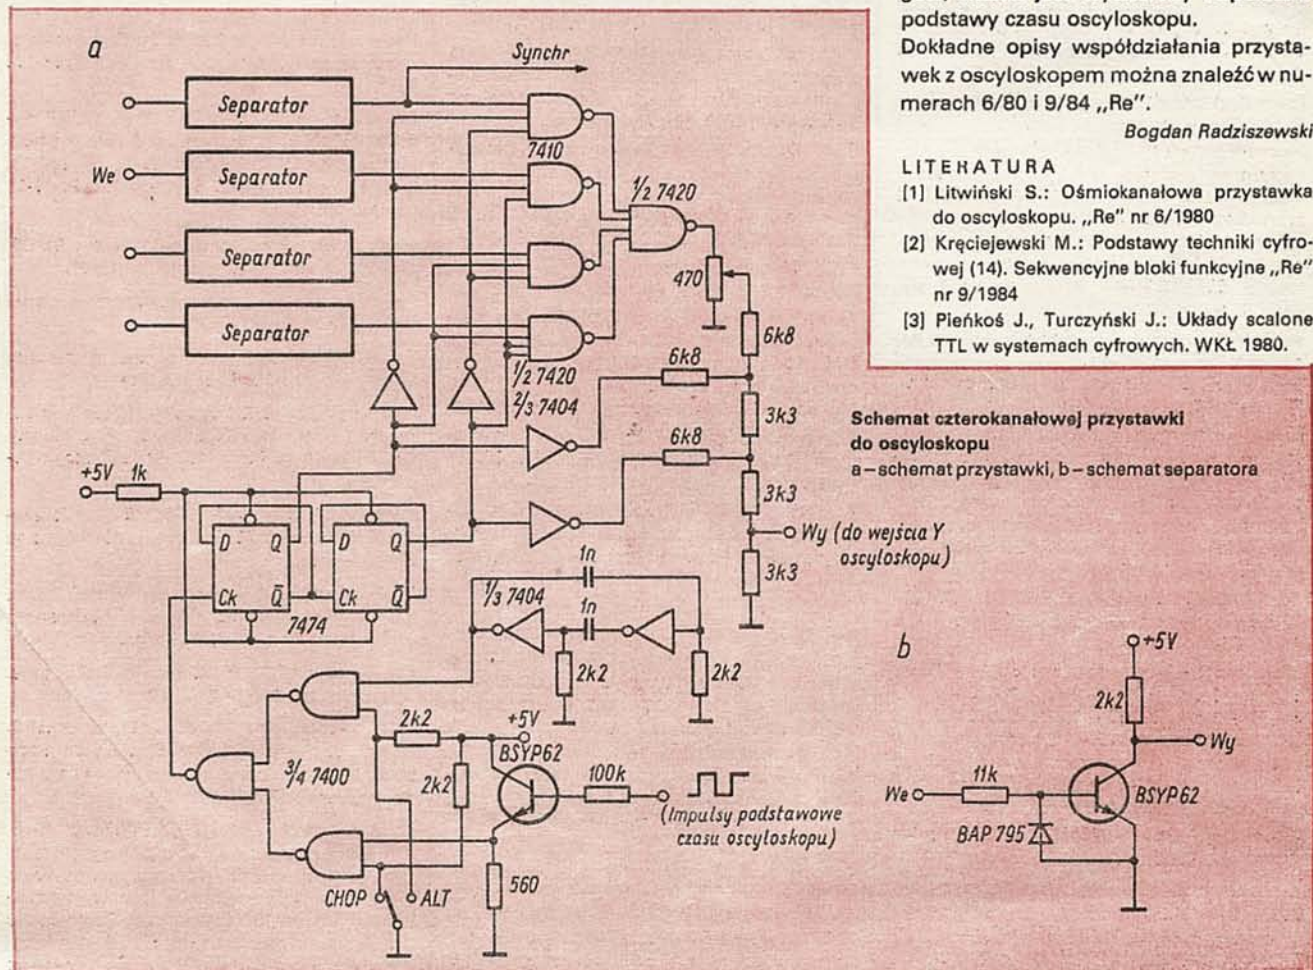 podstawy czasu oscyloskopu.
Dokładne opisy współdziałania przysta-
wek z oscyloskopem można znaleźć w nu-
merach 6/80 i 9/84 „Re”.
Bogdan Radziszewski
LITERATURA
[1] Litwiński S.: Ośmiokanałowa przystawka
do oscyloskopu. „Re” nr 6/1980
[2] Kręciejewski M.: Podstawy techniki cyfro-
wej (14). Sekwencyjne bloki funkcyjne „Re”
nr 9/1984
[3] Pieńkoś J., Turczyński J.: Układy scalone
TTL w systemach cyfrowych. WKŁ 1980.
Schemat czterokanałowej przystawki
do oscyloskopu
a – schemat przystawki, b – schemat separatora
a
Synchr
Separator
We
Separator
Separator
Separator
7410
1/2 7420
470
6k8
6k8
3k3
6k8
3k3
Wy (do wejścia Y
oscyloskopu)
3k3
1/2 7420
2/3 7404
+5V
1k
D
Q
D
Q
Ck
Q̅
Ck
Q̅
7474
1n
1/3 7404
1n
2k2
2k2
2k2
+5V
BSYP62
3/4 7400
2k2
100k
(Impulsy podstawowe
czasu oscyloskopu)
560
CHOP
ALT
b
+5V
2k2
Wy
We
11k
BSYP62
BAP 795